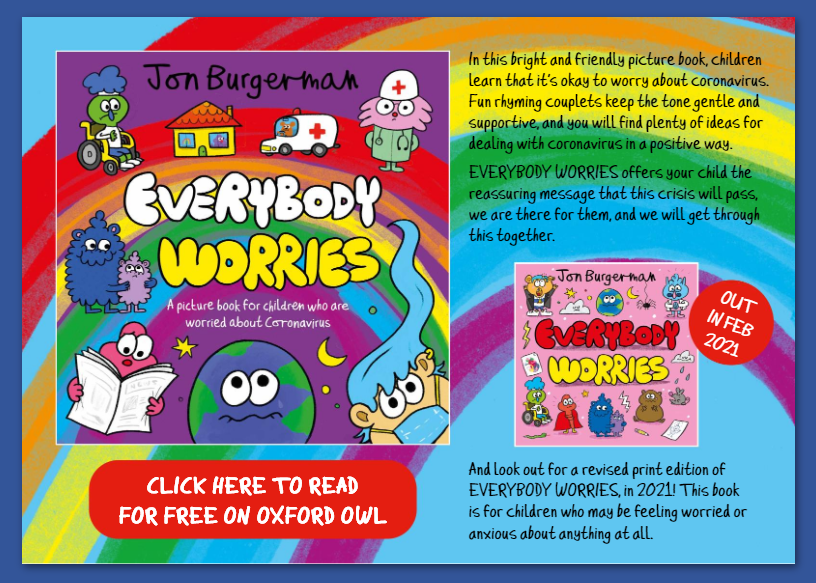 Jon Burgerman
EVERYBODY
WORRIES
A picture book for children who are
worried about Coronavirus
CLICK HERE TO READ
FOR FREE ON OXFORD OWL
In this bright and friendly picture book, children
learn that it's okay to worry about coronavirus.
Fun rhyming couplets keep the tone gentle and
supportive, and you will find plenty of ideas for
dealing with coronavirus in a positive way.
EVERYBODY WORRIES offers your child the
reassuring message that this crisis will pass,
we are there for them, and we will get through
this together.
Jon Burgerman
EVERYBODY
WORRIES
OUT
IN FEB
2021
And look out for a revised print edition of
EVERYBODY WORRIES, in 2021! This book
is for children who may be feeling worried or
anxious about anything at all.